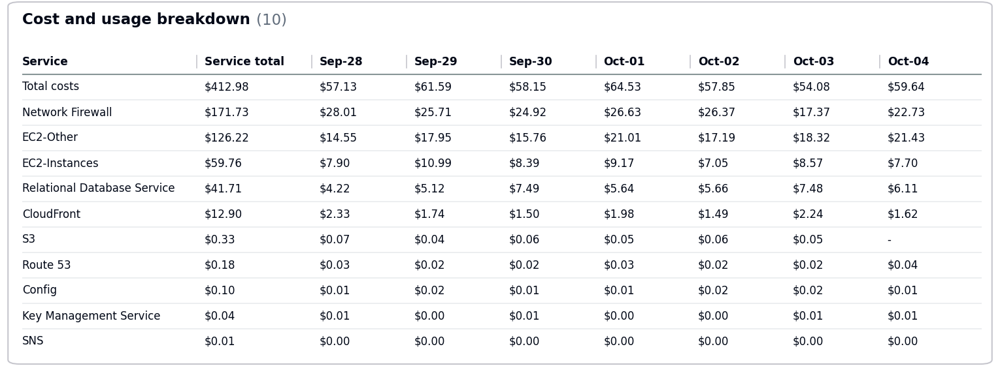 Cost and usage breakdown (10)
Service Service total Sep-28 Sep-29 Sep-30 Oct-01 Oct-02 Oct-03 Oct-04
Total costs $412.98 $57.13 $61.59 $58.15 $64.53 $57.85 $54.08 $59.64
Network Firewall $171.73 $28.01 $25.71 $24.92 $26.63 $26.37 $17.37 $22.73
EC2-Other $126.22 $14.55 $17.95 $15.76 $21.01 $17.19 $18.32 $21.43
EC2-Instances $59.76 $7.90 $10.99 $8.39 $9.17 $7.05 $8.57 $7.70
Relational Database Service $41.71 $4.22 $5.12 $7.49 $5.64 $5.66 $7.48 $6.11
CloudFront $12.90 $2.33 $1.74 $1.50 $1.98 $1.49 $2.24 $1.62
S3 $0.33 $0.07 $0.04 $0.06 $0.05 $0.06 $0.05 -
Route 53 $0.18 $0.03 $0.02 $0.02 $0.03 $0.02 $0.02 $0.04
Config $0.10 $0.01 $0.02 $0.01 $0.01 $0.02 $0.02 $0.01
Key Management Service $0.04 $0.01 $0.00 $0.01 $0.00 $0.00 $0.01 $0.01
SNS $0.01 $0.00 $0.00 $0.00 $0.00 $0.00 $0.00 $0.00